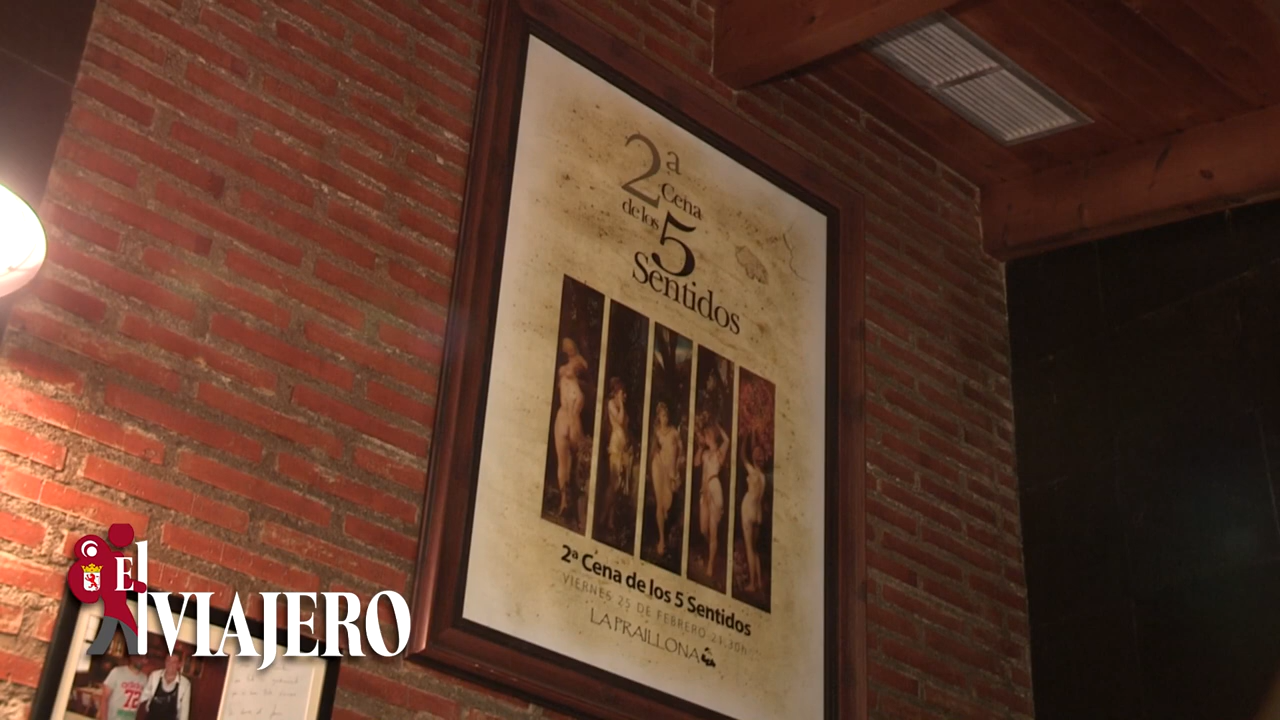 2ª
Cena
de los
5
Sentidos
2ª Cena de los 5 Sentidos
VIERNES 25 DE FEBRERO 21:30H
LA PRAILLONA
El
VIAJERO
72